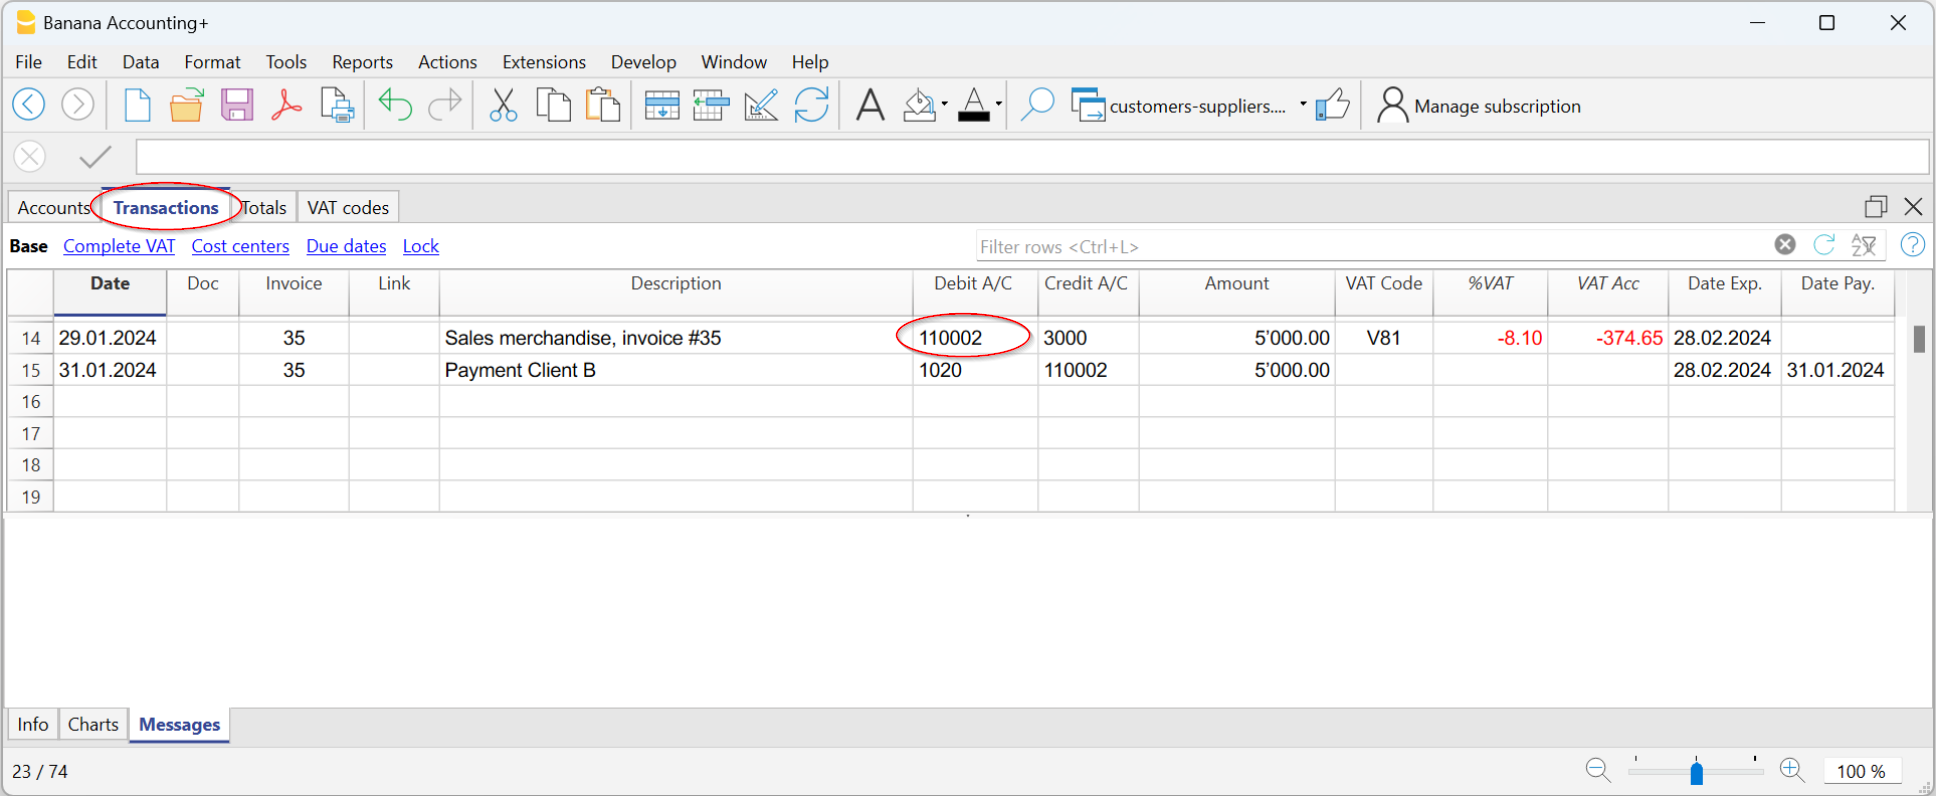 Banana Accounting+
File Edit Data Format Tools Reports Actions Extensions Develop Window Help
customers-suppliers.... Manage subscription
Accounts Transactions Totals VAT codes
Base Complete VAT Cost centers Due dates Lock Filter rows <Ctrl+L>
Date Doc Invoice Link Description Debit A/C Credit A/C Amount VAT Code %VAT VAT Acc Date Exp. Date Pay.
14 29.01.2024 35 Sales merchandise, invoice #35 110002 3000 5'000.00 V81 -8.10 -374.65 28.02.2024
15 31.01.2024 35 Payment Client B 1020 110002 5'000.00 28.02.2024 31.01.2024
16
17
18
19
Info Charts Messages
23 / 74 100 %